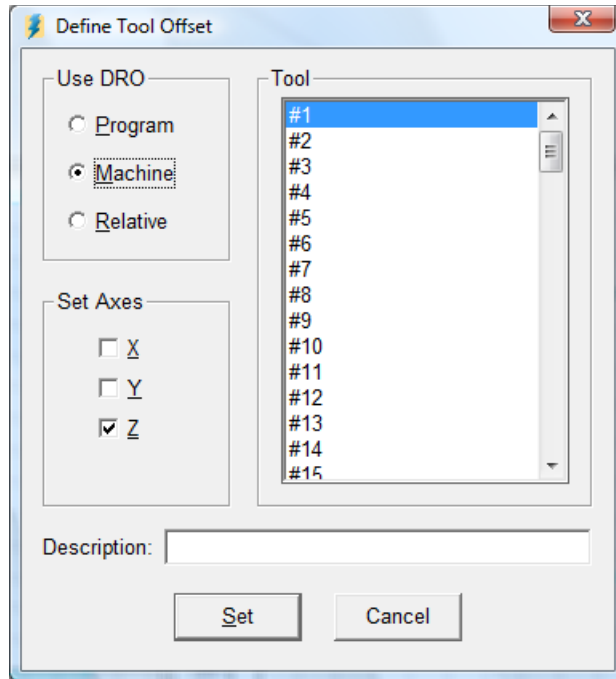 Define Tool Offset
Use DRO
Program
Machine
Relative
Set Axes
X
Y
Z
Tool
#1
#2
#3
#4
#5
#6
#7
#8
#9
#10
#11
#12
#13
#14
#15
Description:
Set
Cancel